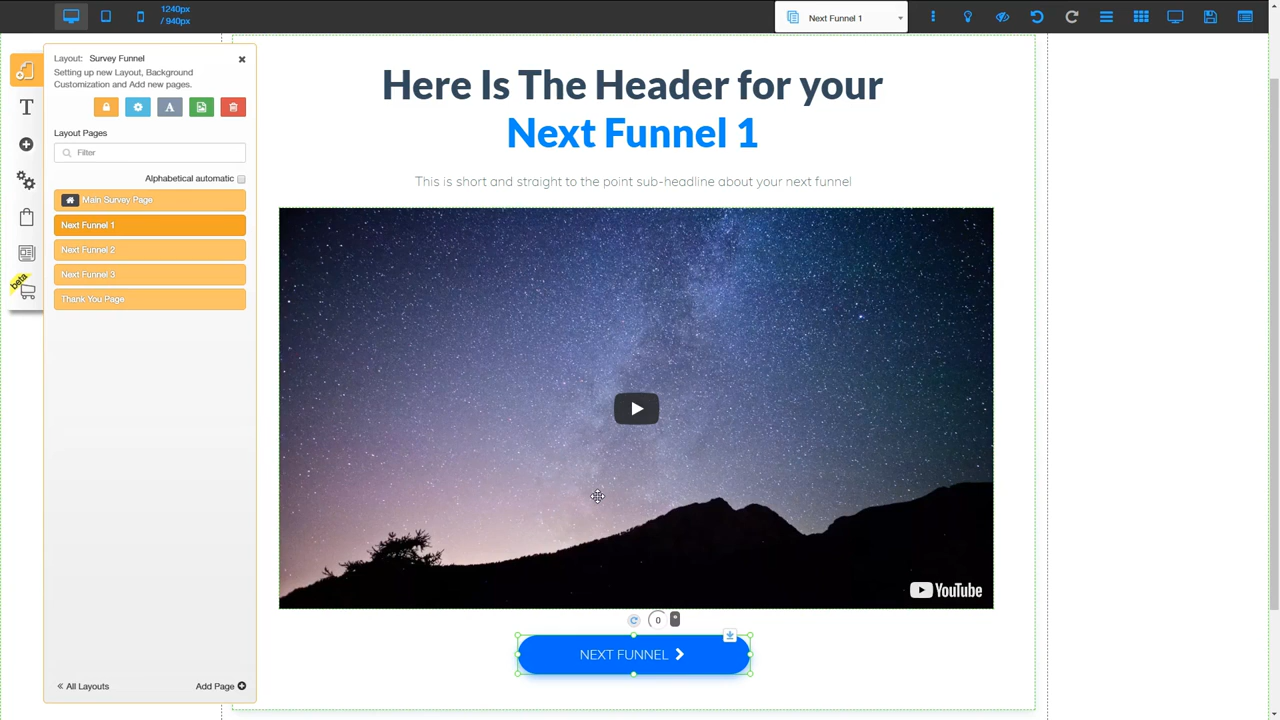 1240px
/ 940px
Next Funnel 1
Layout: Survey Funnel
Setting up new Layout, Background
Customization and Add new pages.
A
Layout Pages
Filter
Alphabetical automatic
Main Survey Page
Next Funnel 1
Next Funnel 2
Next Funnel 3
Thank You Page
« All Layouts
Add Page
T
beta
Here Is The Header for your
Next Funnel 1
This is short and straight to the point sub-headline about your next funnel
YouTube
0
NEXT FUNNEL